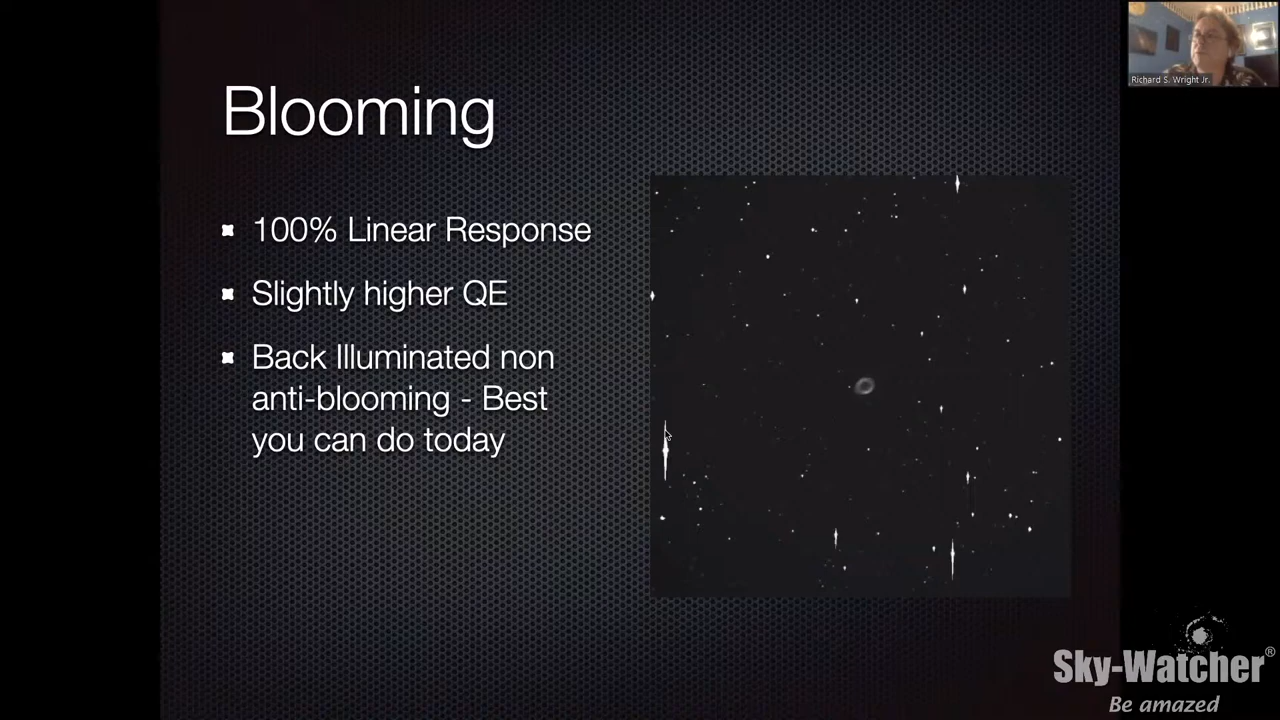 Richard S. Wright Jr.
Blooming
100% Linear Response
Slightly higher QE
Back Illuminated non
anti-blooming - Best
you can do today
Sky-Watcher®
Be amazed